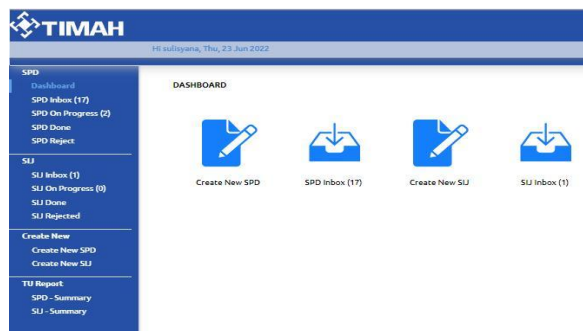 TIMAH
Hi sulisyana, Thu, 23 Jun 2022
SPD
Dashboard
SPD Inbox (17)
SPD On Progress (2)
SPD Done
SPD Reject
SIJ
SIJ Inbox (1)
SIJ On Progress (0)
SIJ Done
SIJ Rejected
Create New
Create New SPD
Create New SIJ
TU Report
SPD - Summary
SIJ - Summary
DASHBOARD
Create New SPD
SPD Inbox (17)
Create New SIJ
SIJ Inbox (1)